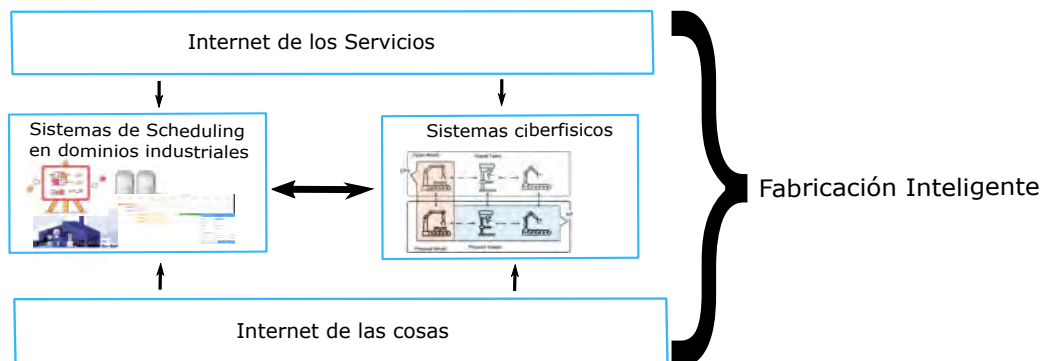 Internet de los Servicios
Sistemas de Scheduling
en dominios industriales
Sistemas ciberfisicos
Fabricación Inteligente
Internet de las cosas